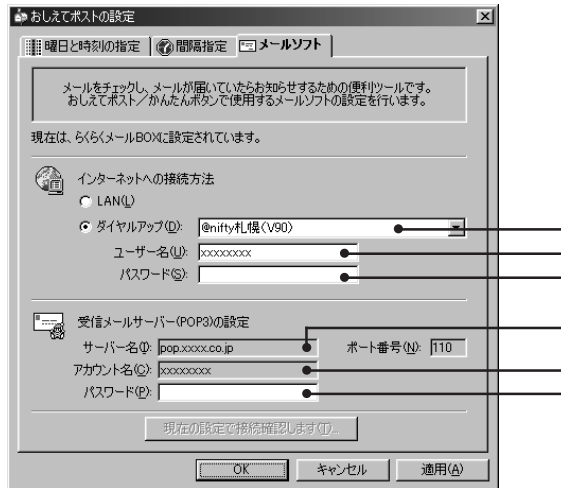 おしえてポストの設定
曜日と時刻の指定 間隔指定 メールソフト
メールをチェックし、メールが届いていたらお知らせするための便利ツールです。
おしえてポスト/かんたんボタンで使用するメールソフトの設定を行います。
現在は、らくらくメールBOXに設定されています。
インターネットへの接続方法
LAN(L)
ダイヤルアップ(D): @nifty札幌(V90)
ユーザー名(U): xxxxxxxx
パスワード(S):
受信メールサーバー(POP3)の設定
サーバー名(I): pop.xxxx.co.jp ポート番号(N): 110
アカウント名(C): xxxxxxxx
パスワード(P):
現在の設定で接続確認します(T)...
OK キャンセル 適用(A)